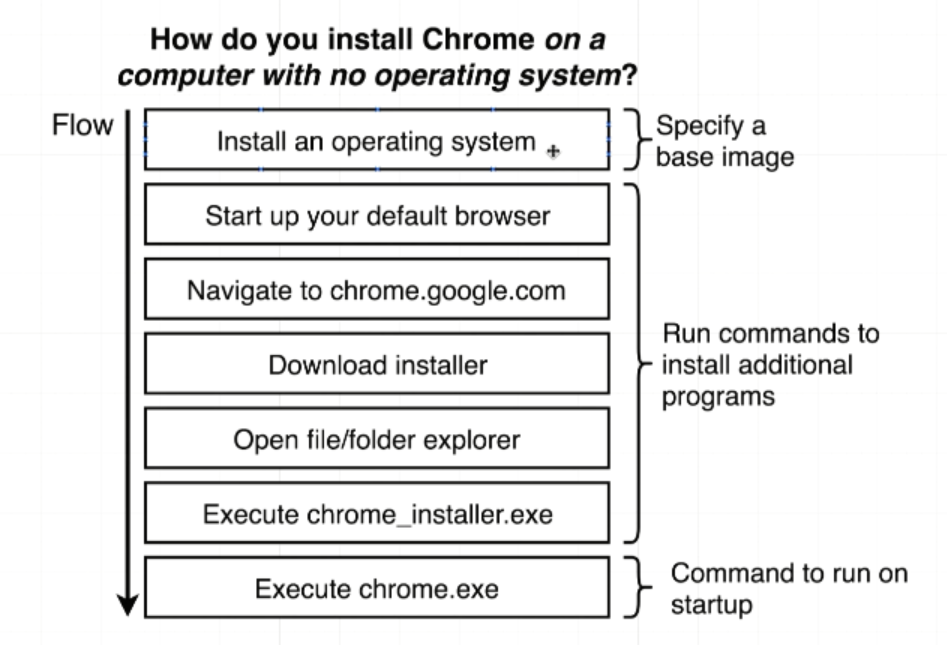 How do you install Chrome on a
computer with no operating system?
Flow
Install an operating system
Specify a
base image
Start up your default browser
Navigate to chrome.google.com
Download installer
Open file/folder explorer
Execute chrome_installer.exe
Run commands to
install additional
programs
Execute chrome.exe
Command to run on
startup